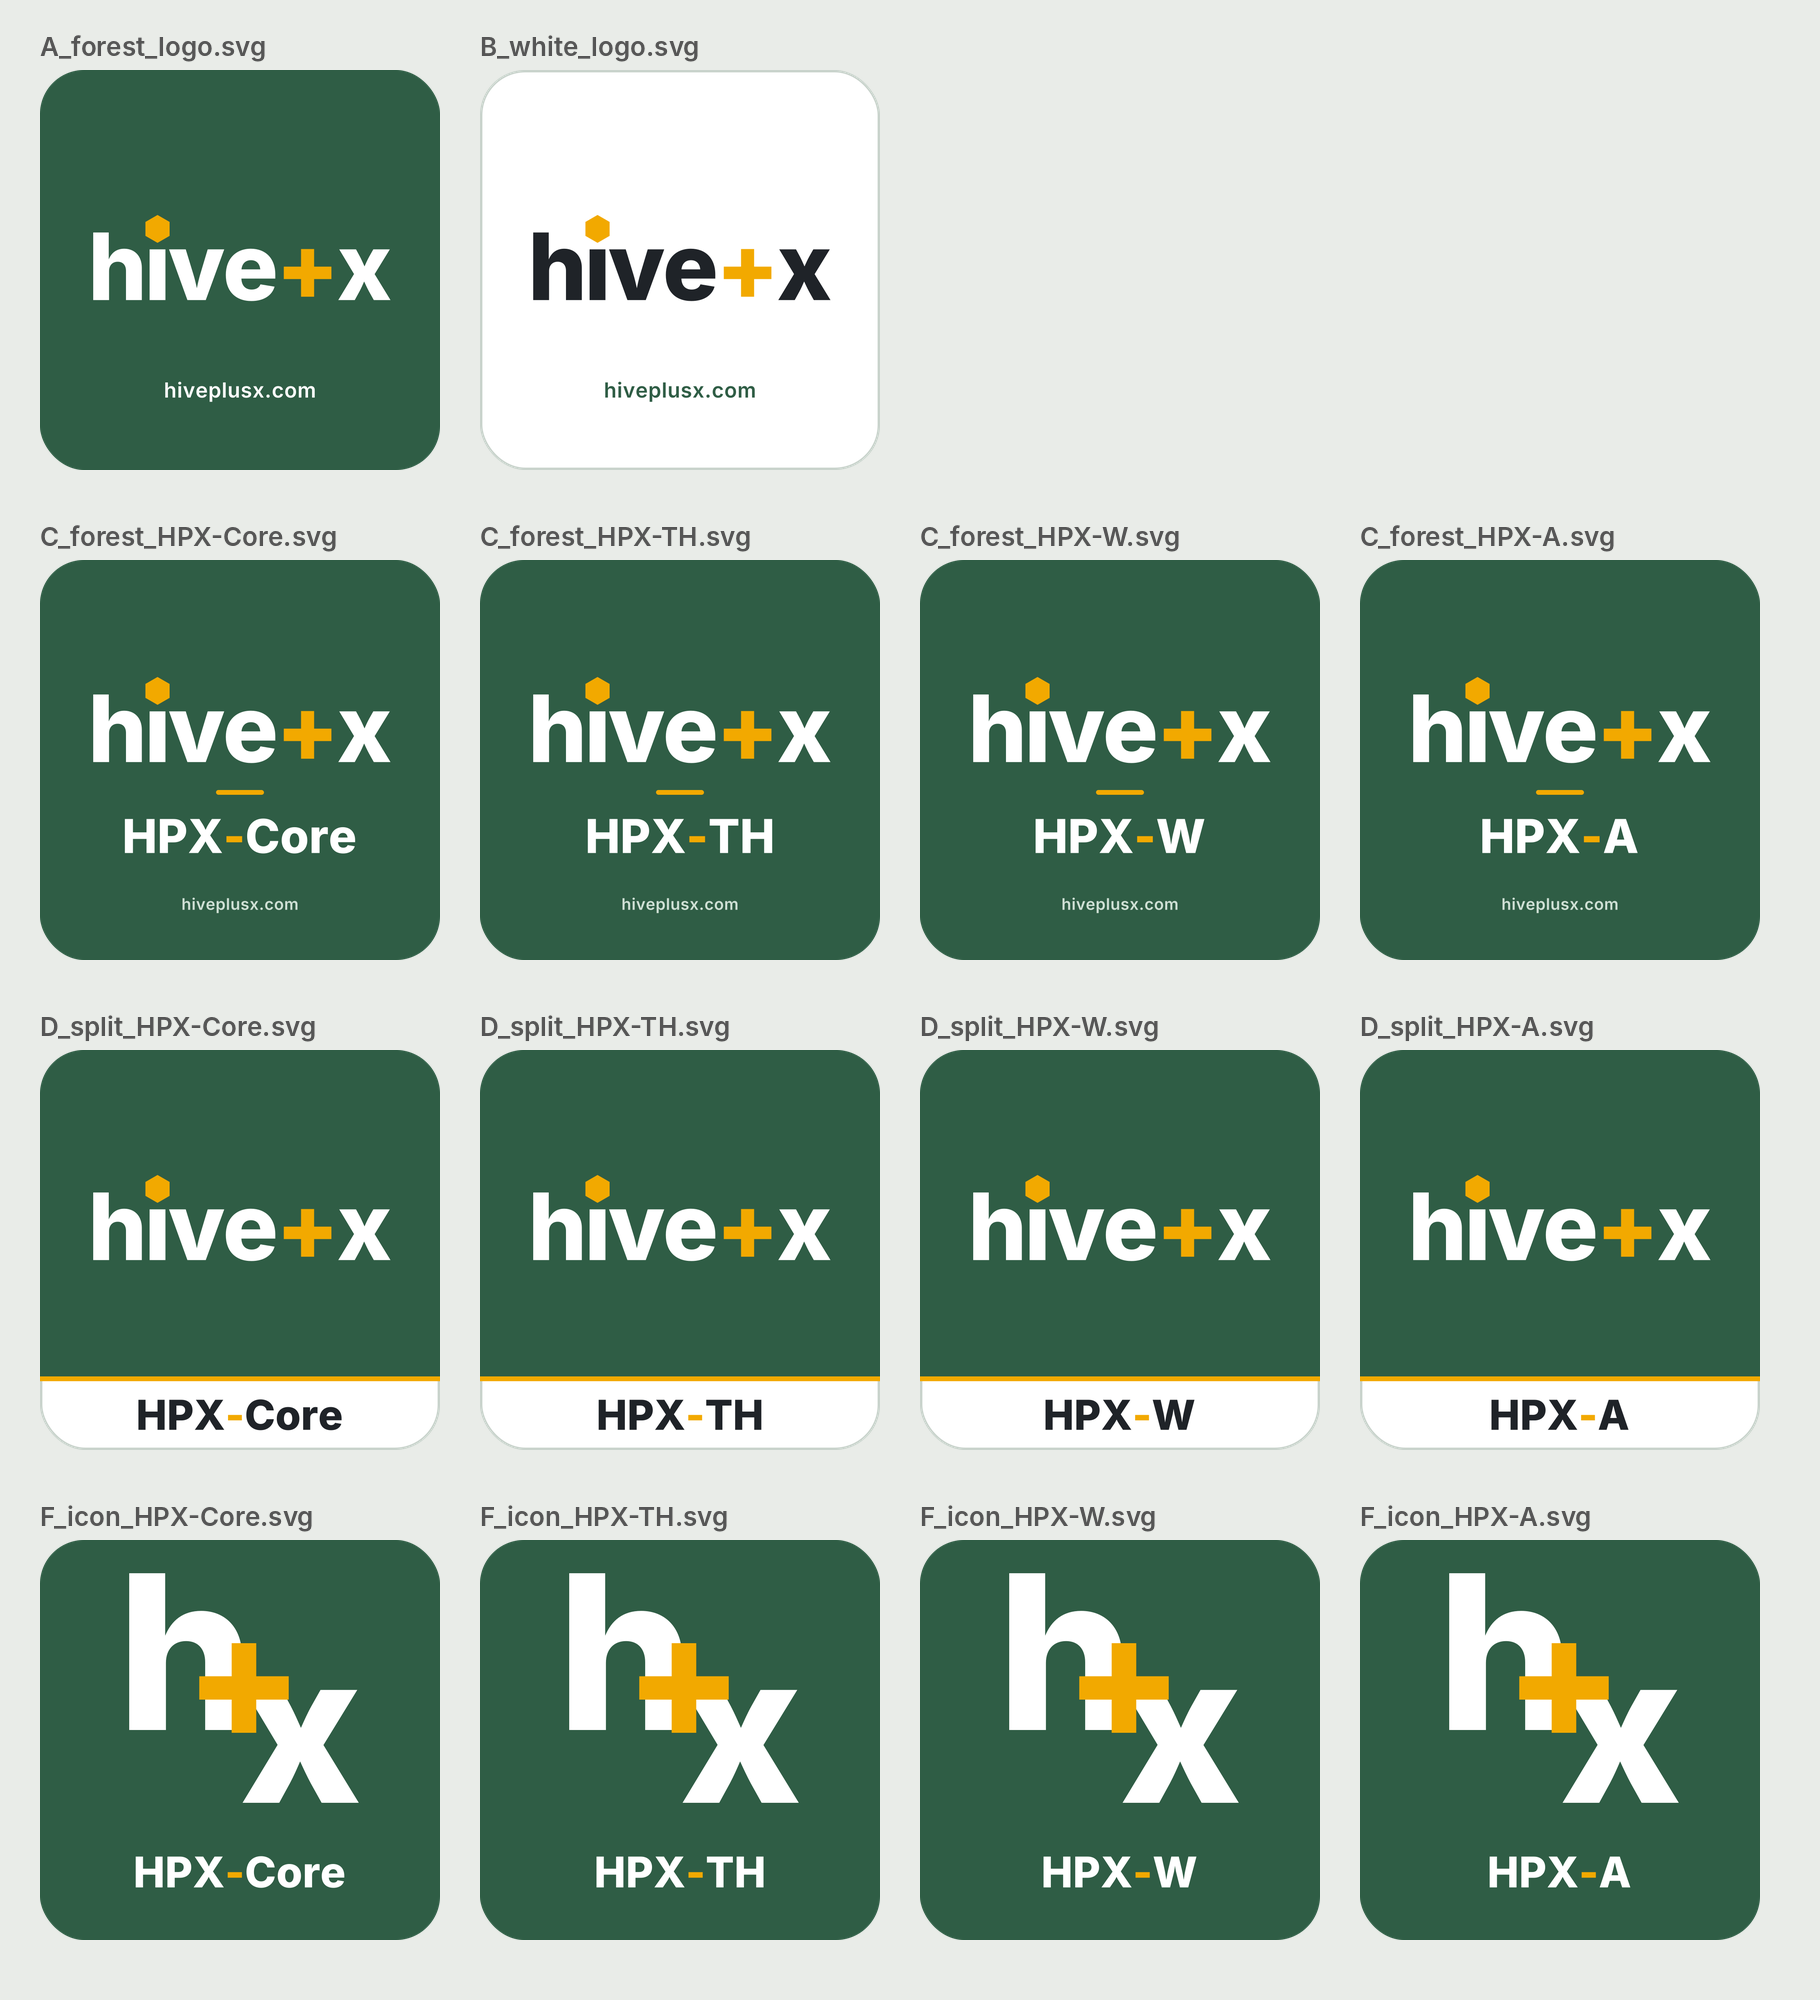 A_forest_logo.svg
B_white_logo.svg
hive+x
hive+x
hiveplusx.com
hiveplusx.com
C_forest_HPX-Core.svg
C_forest_HPX-TH.svg
C_forest_HPX-W.svg
C_forest_HPX-A.svg
hive+x
hive+x
hive+x
hive+x
HPX-Core
HPX-TH
HPX-W
HPX-A
hiveplusx.com
hiveplusx.com
hiveplusx.com
hiveplusx.com
D_split_HPX-Core.svg
D_split_HPX-TH.svg
D_split_HPX-W.svg
D_split_HPX-A.svg
hive+x
hive+x
hive+x
hive+x
HPX-Core
HPX-TH
HPX-W
HPX-A
F_icon_HPX-Core.svg
F_icon_HPX-TH.svg
F_icon_HPX-W.svg
F_icon_HPX-A.svg
h+x
h+x
h+x
h+x
HPX-Core
HPX-TH
HPX-W
HPX-A